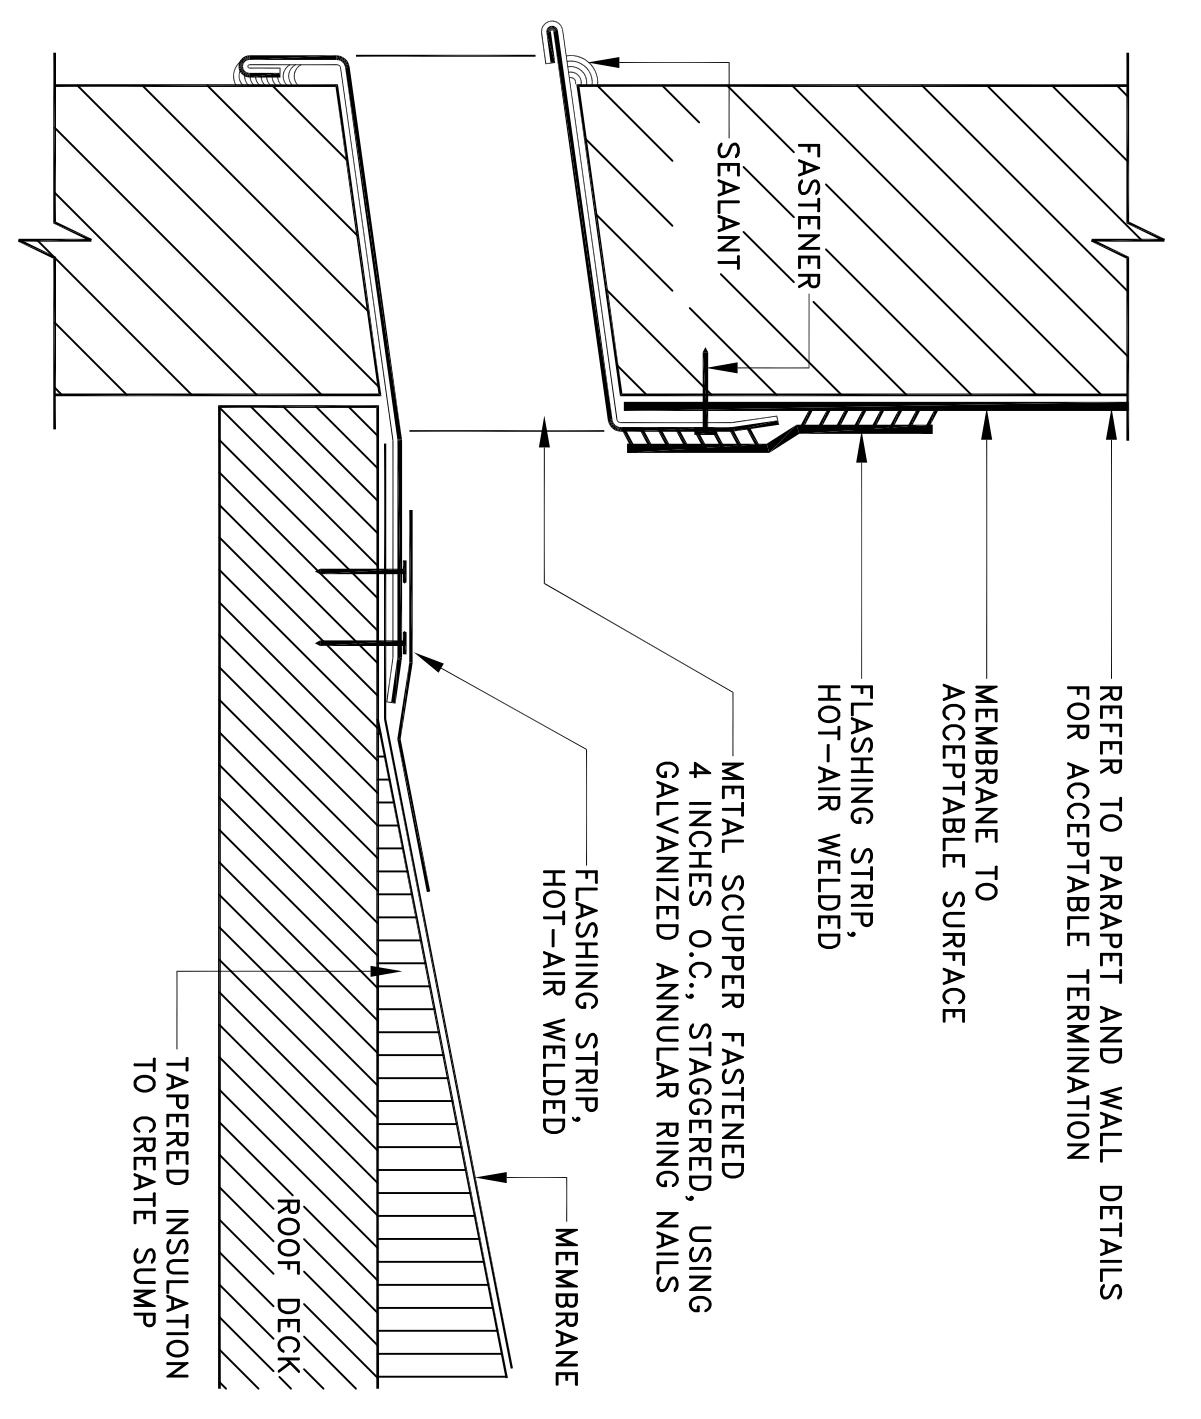 REFER TO PARAPET AND WALL DETAILS
FOR ACCEPTABLE TERMINATION
MEMBRANE TO
ACCEPTABLE SURFACE
FLASHING STRIP,
HOT-AIR WELDED
FASTENER
SEALANT
METAL SCUPPER FASTENED
4 INCHES O.C., STAGGERED, USING
GALVANIZED ANNULAR RING NAILS
FLASHING STRIP,
HOT-AIR WELDED
MEMBRANE
ROOF DECK
TAPERED INSULATION
TO CREATE SUMP